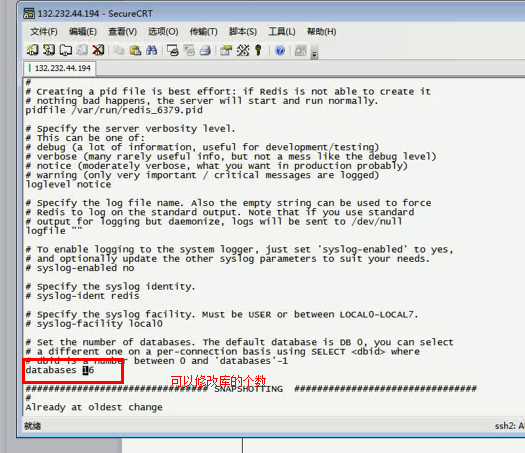 132.232.44.194 - SecureCRT
文件(F) 编辑(E) 查看(V) 选项(O) 传输(T) 脚本(S) 工具(L) 帮助(H)
132.232.44.194
#
# Creating a pid file is best effort: if Redis is not able to create it
# nothing bad happens, the server will start and run normally.
pidfile /var/run/redis_6379.pid
# Specify the server verbosity level.
# This can be one of:
# debug (a lot of information, useful for development/testing)
# verbose (many rarely useful info, but not a mess like the debug level)
# notice (moderately verbose, what you want in production probably)
# warning (only very important / critical messages are logged)
loglevel notice
# Specify the log file name. Also the empty string can be used to force
# Redis to log on the standard output. Note that if you use standard
# output for logging but daemonize, logs will be sent to /dev/null
logfile ""
# To enable logging to the system logger, just set 'syslog-enabled' to yes,
# and optionally update the other syslog parameters to suit your needs.
# syslog-enabled no
# Specify the syslog identity.
# syslog-ident redis
# Specify the syslog facility. Must be USER or between LOCAL0-LOCAL7.
# syslog-facility local0
# Set the number of databases. The default database is DB 0, you can select
# a different one on a per-connection basis using SELECT <dbid> where
# dbid is a number between 0 and 'databases'-1
databases 16
可以修改库的个数
################################ SNAPSHOTTING ################################
#
Already at oldest change
就绪 ssh2: A